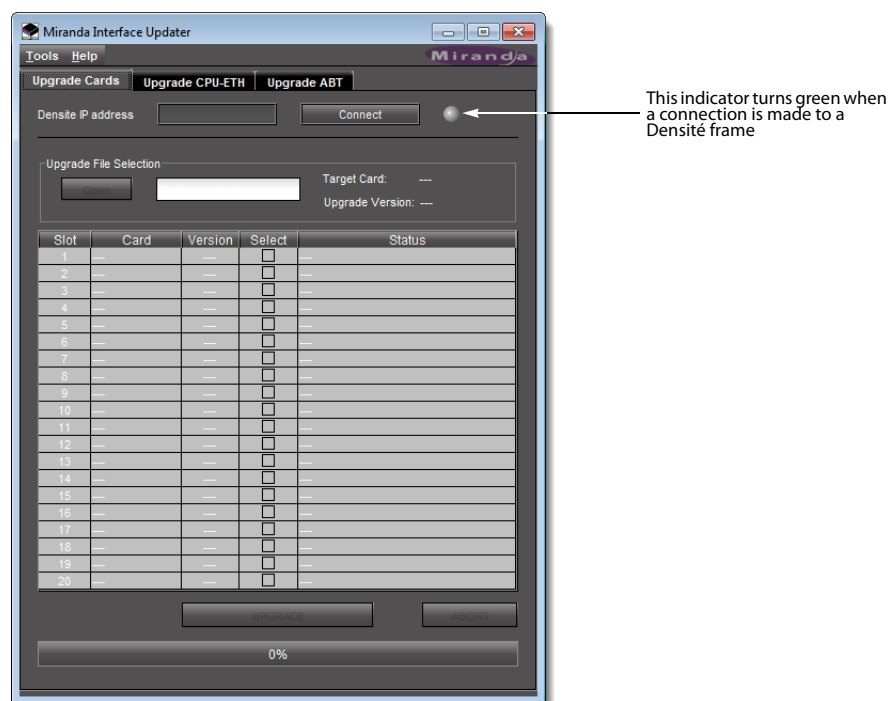 Miranda Interface Updater
Tools Help
Miranda
Upgrade Cards Upgrade CPU-ETH Upgrade ABT
Densite IP address Connect
This indicator turns green when
a connection is made to a
Densité frame
Upgrade File Selection
Open
Target Card: ---
Upgrade Version: ---
Slot Card Version Select Status
1 --- --- ---
2 --- --- ---
3 --- --- ---
4 --- --- ---
5 --- --- ---
6 --- --- ---
7 --- --- ---
8 --- --- ---
9 --- --- ---
10 --- --- ---
11 --- --- ---
12 --- --- ---
13 --- --- ---
14 --- --- ---
15 --- --- ---
16 --- --- ---
17 --- --- ---
18 --- --- ---
19 --- --- ---
20 --- --- ---
UPGRADE ABORT
0%